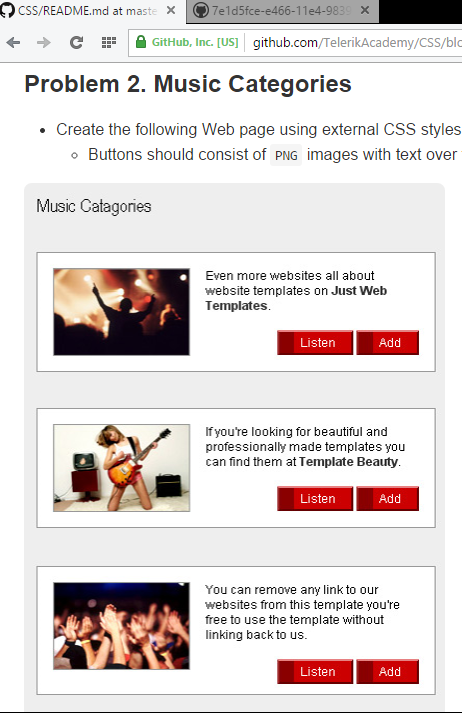 CSS/README.md at maste
7e1d5fce-e466-11e4-9839
GitHub, Inc. [US]
github.com/TelerikAcademy/CSS/blo
Problem 2. Music Categories
Create the following Web page using external CSS styles
Buttons should consist of PNG images with text over
Music Catagories
Even more websites all about
website templates on Just Web
Templates.
Listen
Add
If you're looking for beautiful and
professionally made templates you
can find them at Template Beauty.
Listen
Add
You can remove any link to our
websites from this template you're
free to use the template without
linking back to us.
Listen
Add